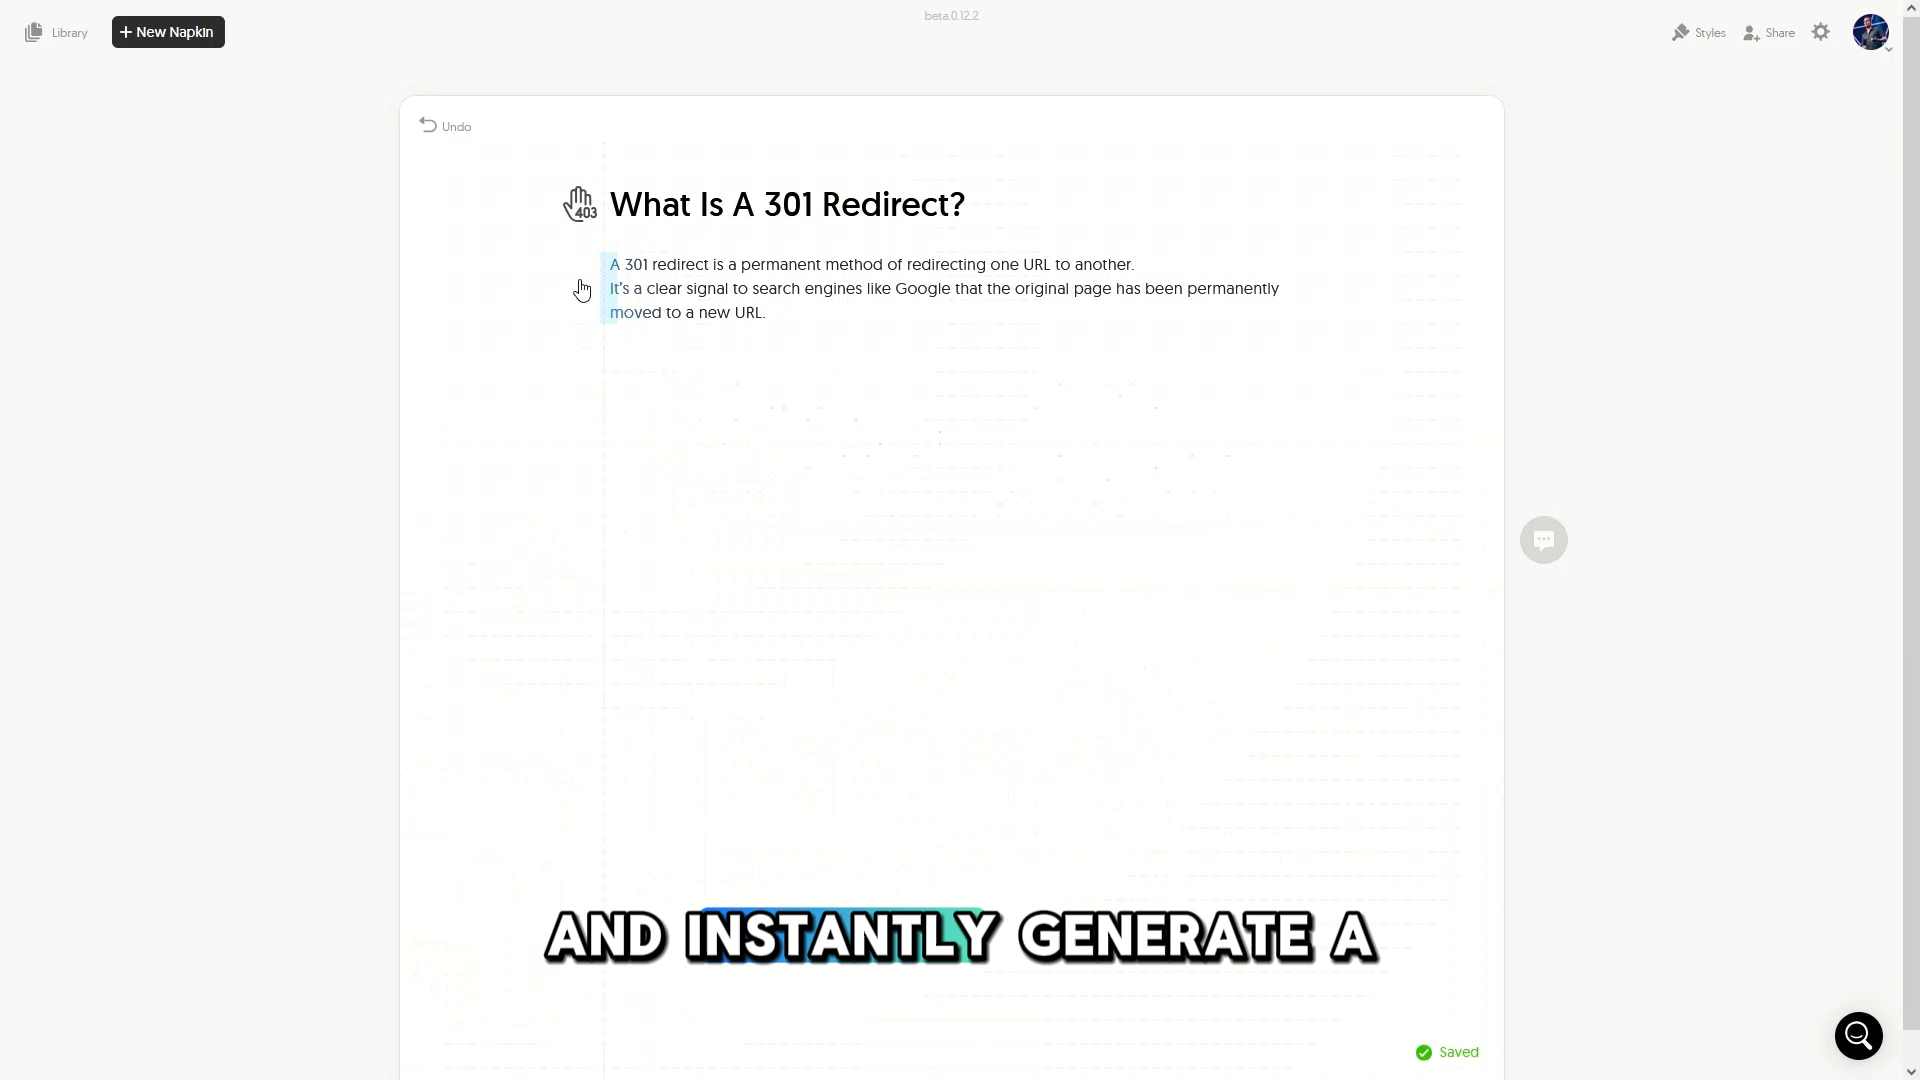 beta.0.12.2
Library
+ New Napkin
Styles
Share
Undo
403
What Is A 301 Redirect?
A 301 redirect is a permanent method of redirecting one URL to another.
It's a clear signal to search engines like Google that the original page has been permanently
moved to a new URL.
AND INSTANTLY GENERATE A
Saved